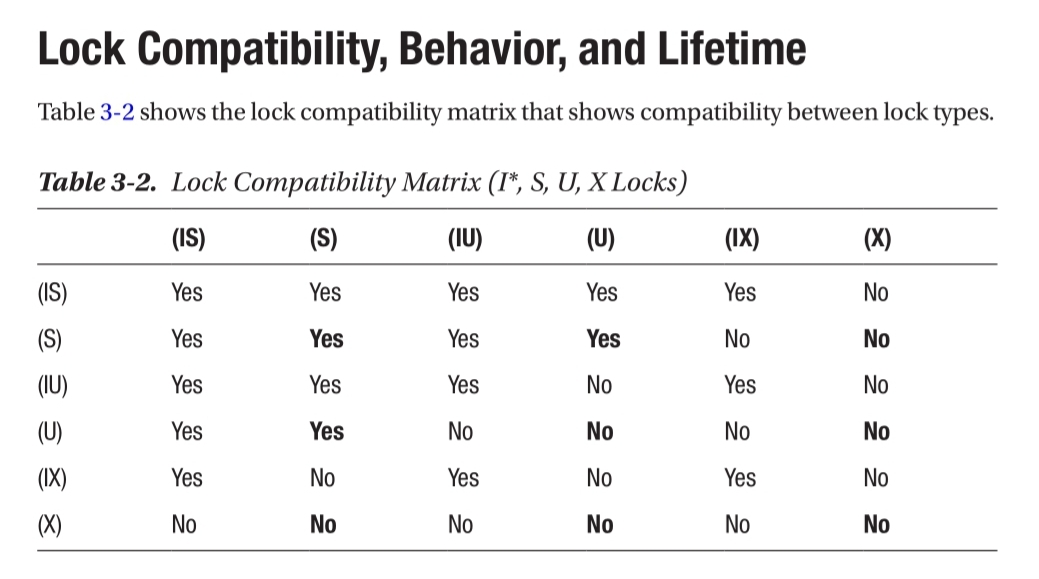 Lock Compatibility, Behavior, and Lifetime
Table 3-2 shows the lock compatibility matrix that shows compatibility between lock types.
Table 3-2. Lock Compatibility Matrix (I*, S, U, X Locks)
(IS) (S) (IU) (U) (IX) (X)
(IS) Yes Yes Yes Yes Yes No
(S) Yes Yes Yes Yes No No
(IU) Yes Yes Yes No Yes No
(U) Yes Yes No No No No
(IX) Yes No Yes No Yes No
(X) No No No No No No